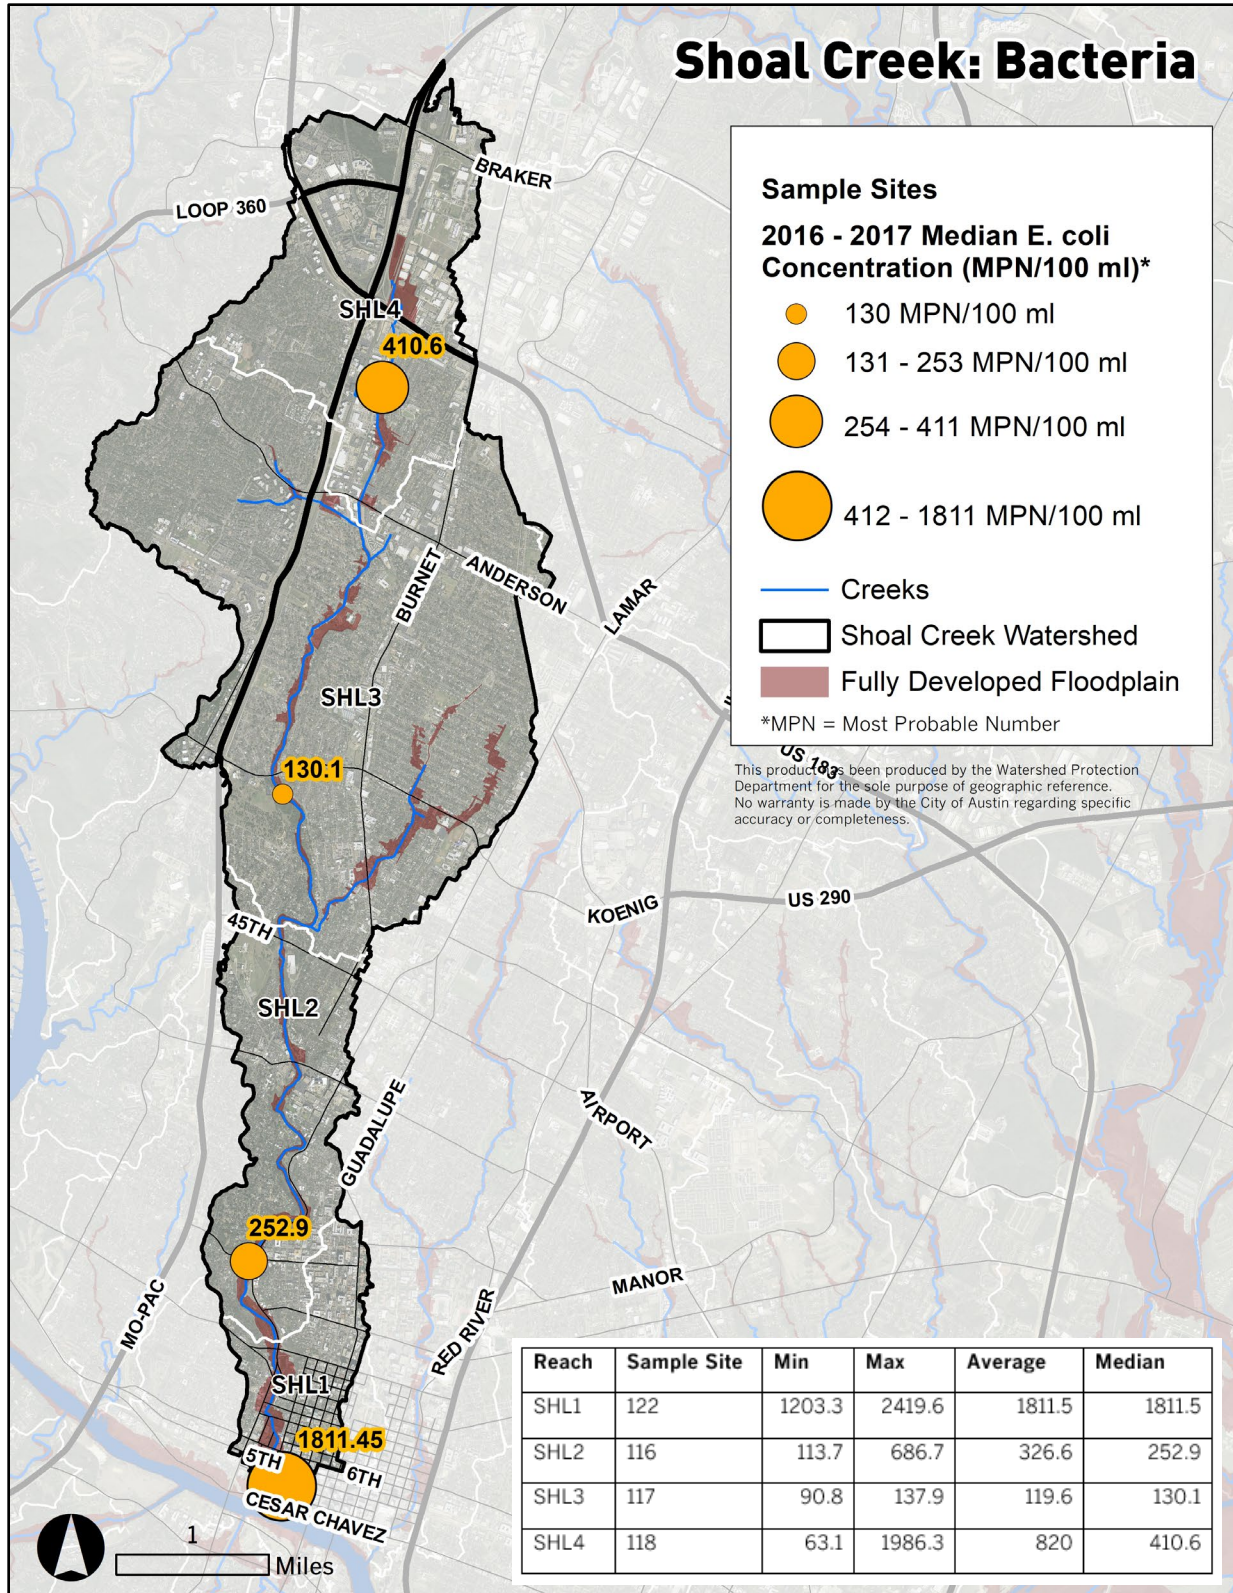 Shoal Creek: Bacteria
Sample Sites
2016 - 2017 Median E. coli
Concentration (MPN/100 ml)*
130 MPN/100 ml
131 - 253 MPN/100 ml
254 - 411 MPN/100 ml
412 - 1811 MPN/100 ml
Creeks
Shoal Creek Watershed
Fully Developed Floodplain
*MPN = Most Probable Number
This product has been produced by the Watershed Protection
Department for the sole purpose of geographic reference.
No warranty is made by the City of Austin regarding specific
accuracy or completeness.
BRAKER
LOOP 360
SHL4
410.6
ANDERSON
BURNET
LAMAR
SHL3
US 183
130.1
KOENIG
US 290
45TH
SHL2
AIRPORT
GUADALUPE
252.9
MANOR
MO-PAC
RED RIVER
SHL1
1811.45
5TH
6TH
CESAR CHAVEZ
1
Miles
Reach Sample Site Min Max Average Median
SHL1 122 1203.3 2419.6 1811.5 1811.5
SHL2 116 113.7 686.7 326.6 252.9
SHL3 117 90.8 137.9 119.6 130.1
SHL4 118 63.1 1986.3 820 410.6